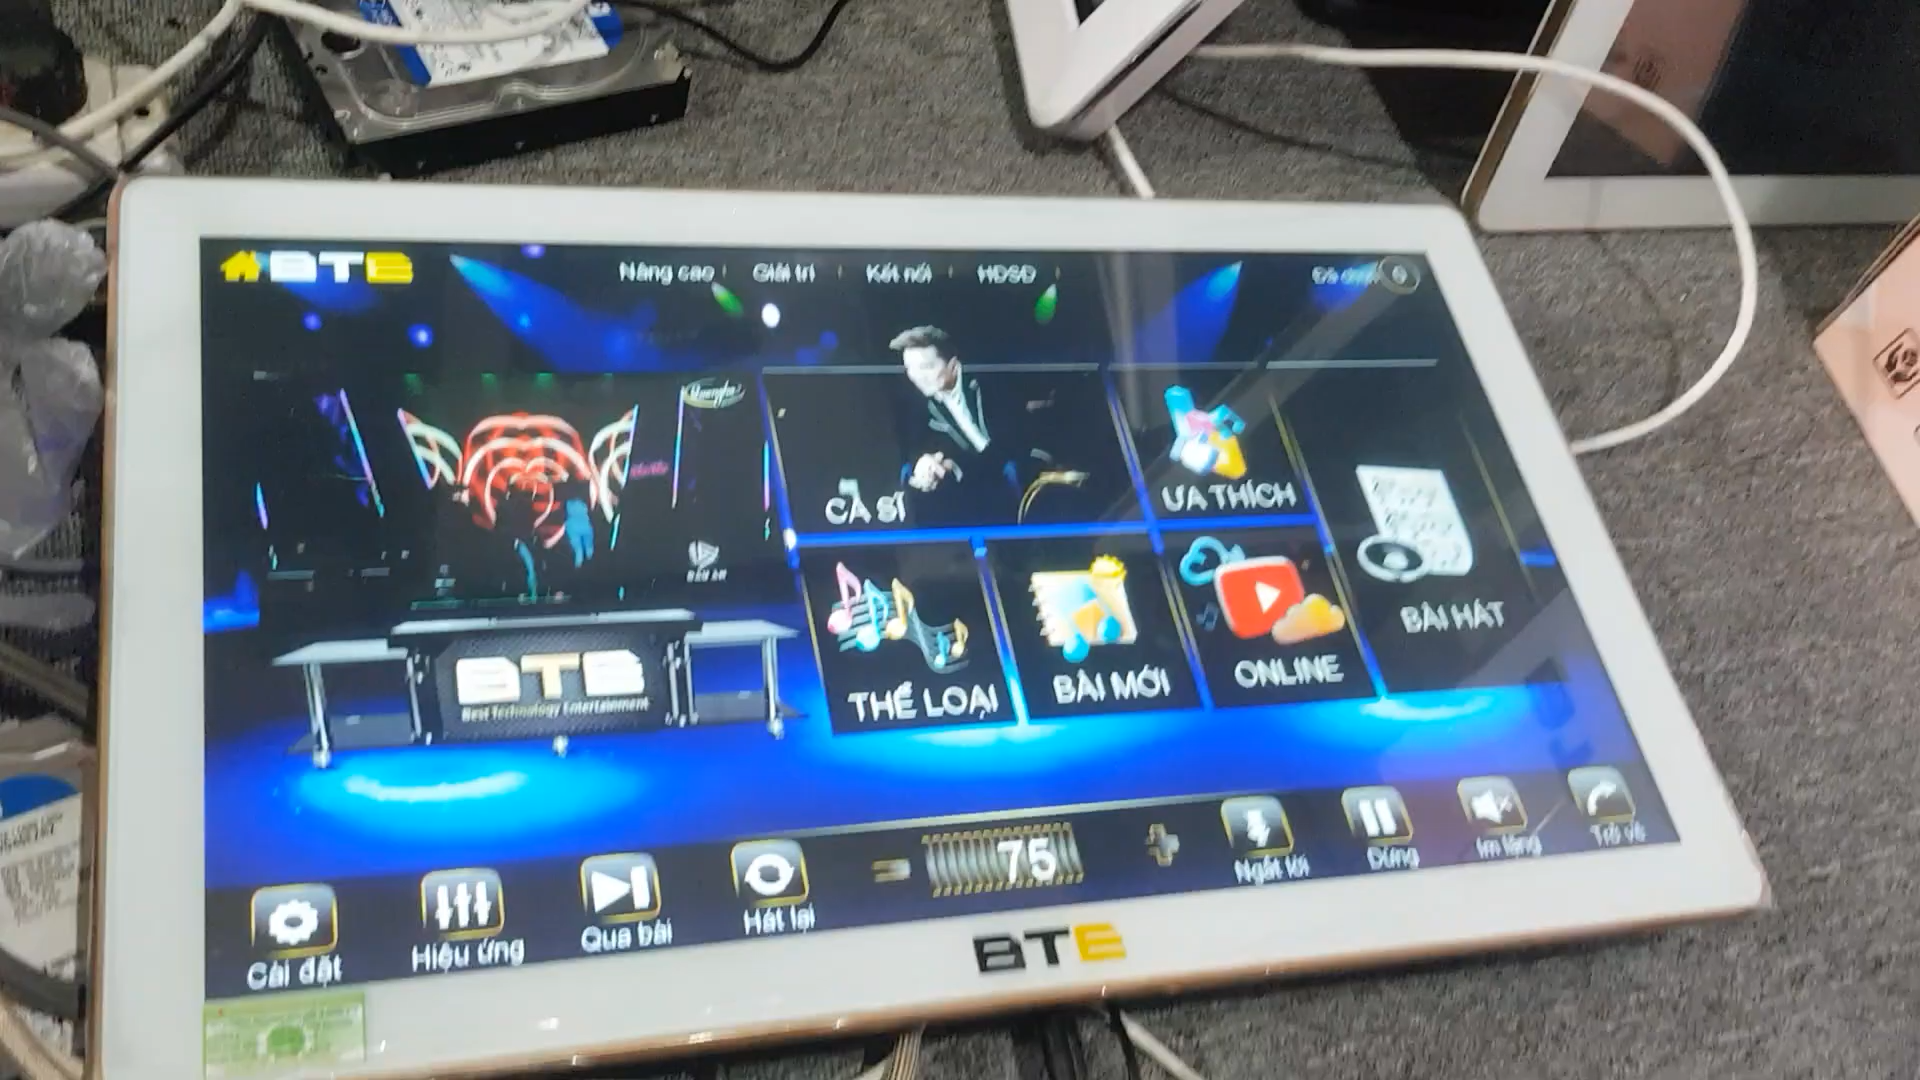 BTE
Nâng cao
Giải trí
Kết nối
HDSD
CA SĨ
ƯA THÍCH
BÀI HÁT
THỂ LOẠI
BÀI MỚI
ONLINE
BTE
Best Technology Entertainment
Cài đặt
Hiệu ứng
Qua bài
Hát lại
75
Ngắt lời
Dừng
Im lặng
Trở về
BTE